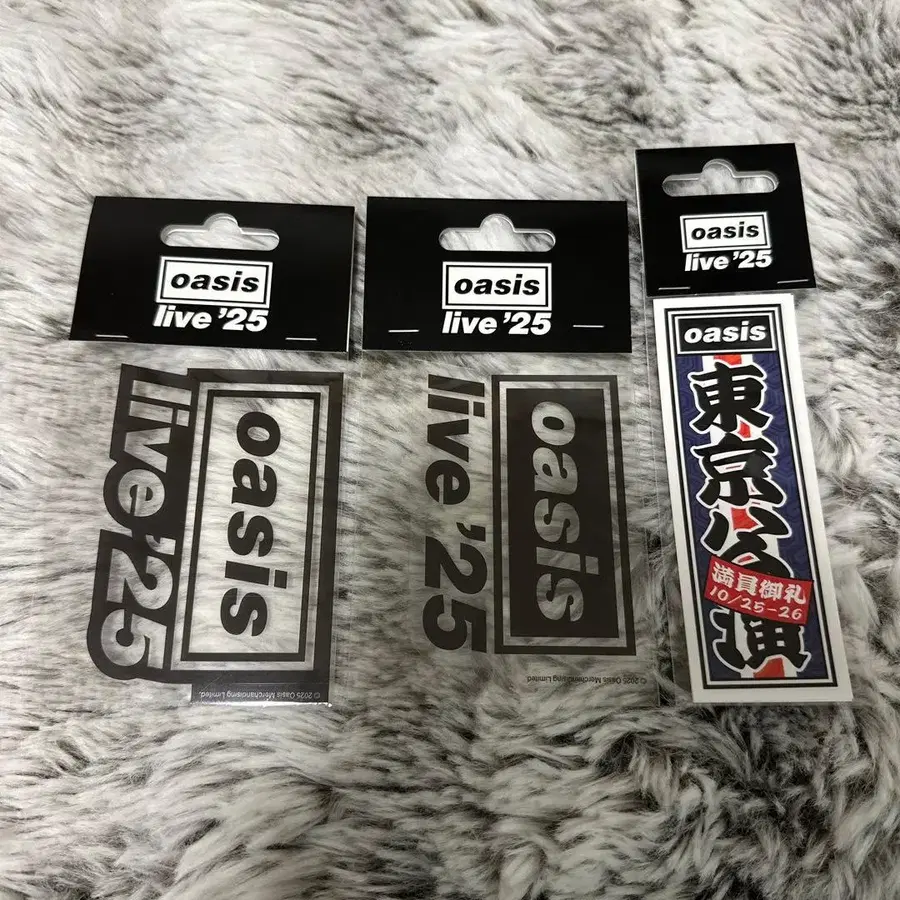 oasis
live '25
oasis
live '25
oasis
live '25
live '25
oasis
© 2025 Oasis Merchandising Limited.
live '25
oasis
© 2025 Oasis Merchandising Limited.
oasis
東京公演
満員御礼
10/25-26